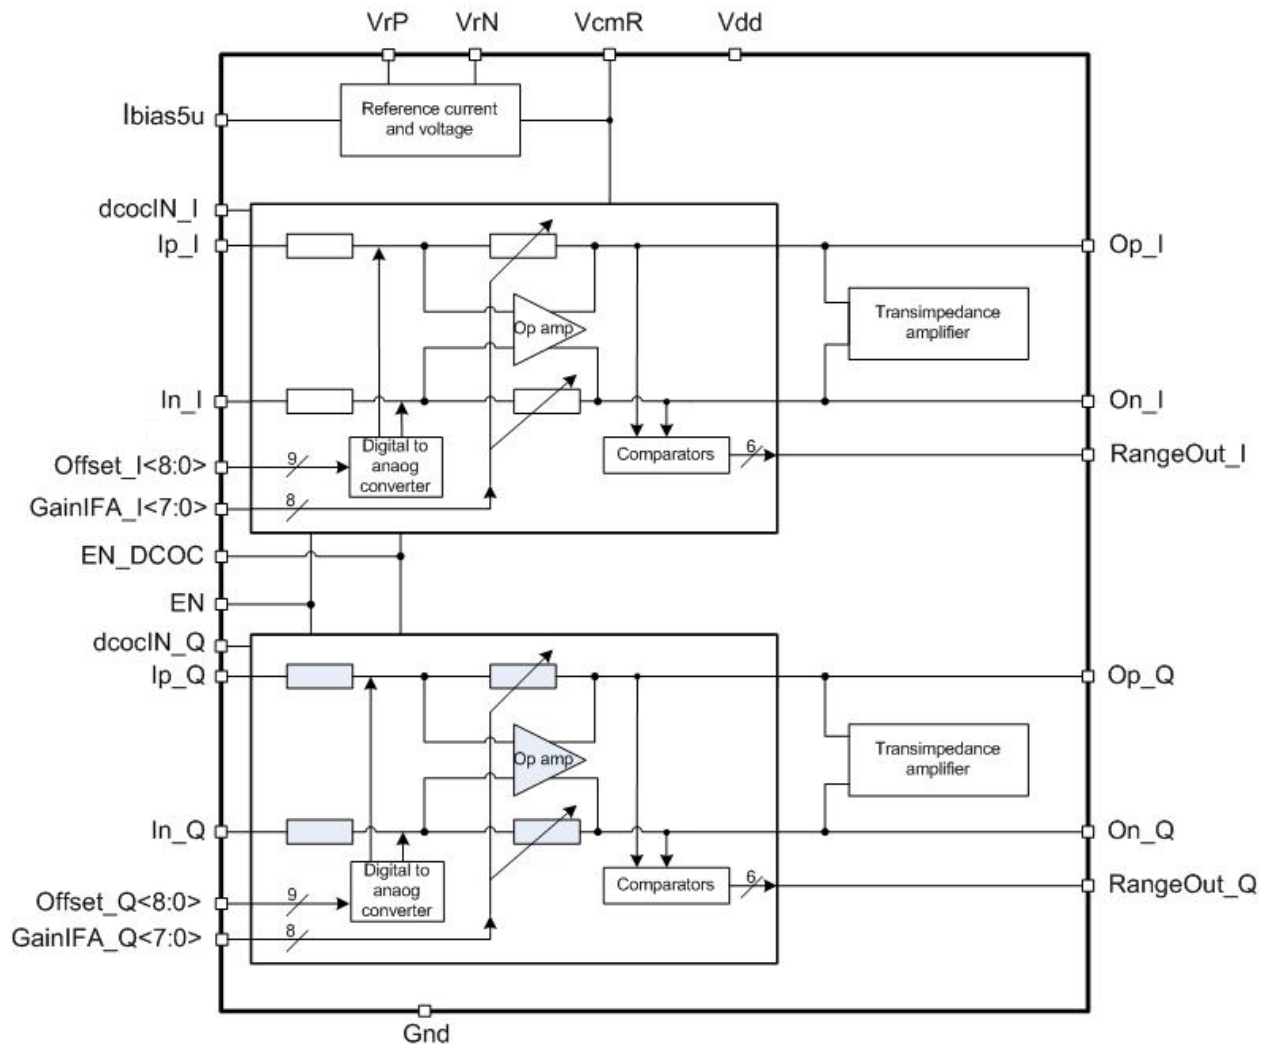 VrP VrN VcmR Vdd
Ibias5u
Reference current
and voltage
dcocIN_I
Ip_I
Op_I
Transimpedance
amplifier
Op amp
In_I
On_I
Digital to
anaog
converter
Comparators
6
RangeOut_I
Offset_I<8:0>
9
GainIFA_I<7:0>
8
EN_DCOC
EN
dcocIN_Q
Ip_Q
Op_Q
Transimpedance
amplifier
Op amp
In_Q
On_Q
Digital to
anaog
converter
Comparators
6
RangeOut_Q
Offset_Q<8:0>
9
GainIFA_Q<7:0>
8
Gnd